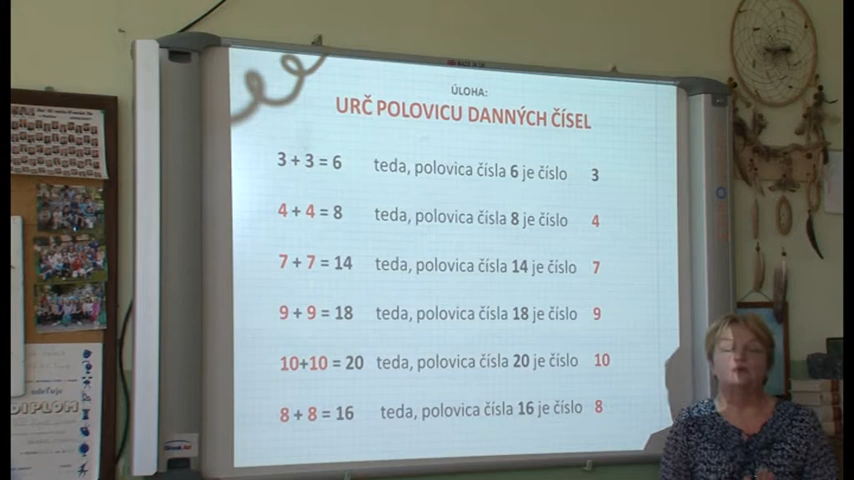 ÚLOHA:
URČ POLOVICU DANNÝCH ČÍSEL
3 + 3 = 6 teda, polovica čísla 6 je číslo 3
4 + 4 = 8 teda, polovica čísla 8 je číslo 4
7 + 7 = 14 teda, polovica čísla 14 je číslo 7
9 + 9 = 18 teda, polovica čísla 18 je číslo 9
10+10 = 20 teda, polovica čísla 20 je číslo 10
8 + 8 = 16 teda, polovica čísla 16 je číslo 8
udeľuje
DIPLOM